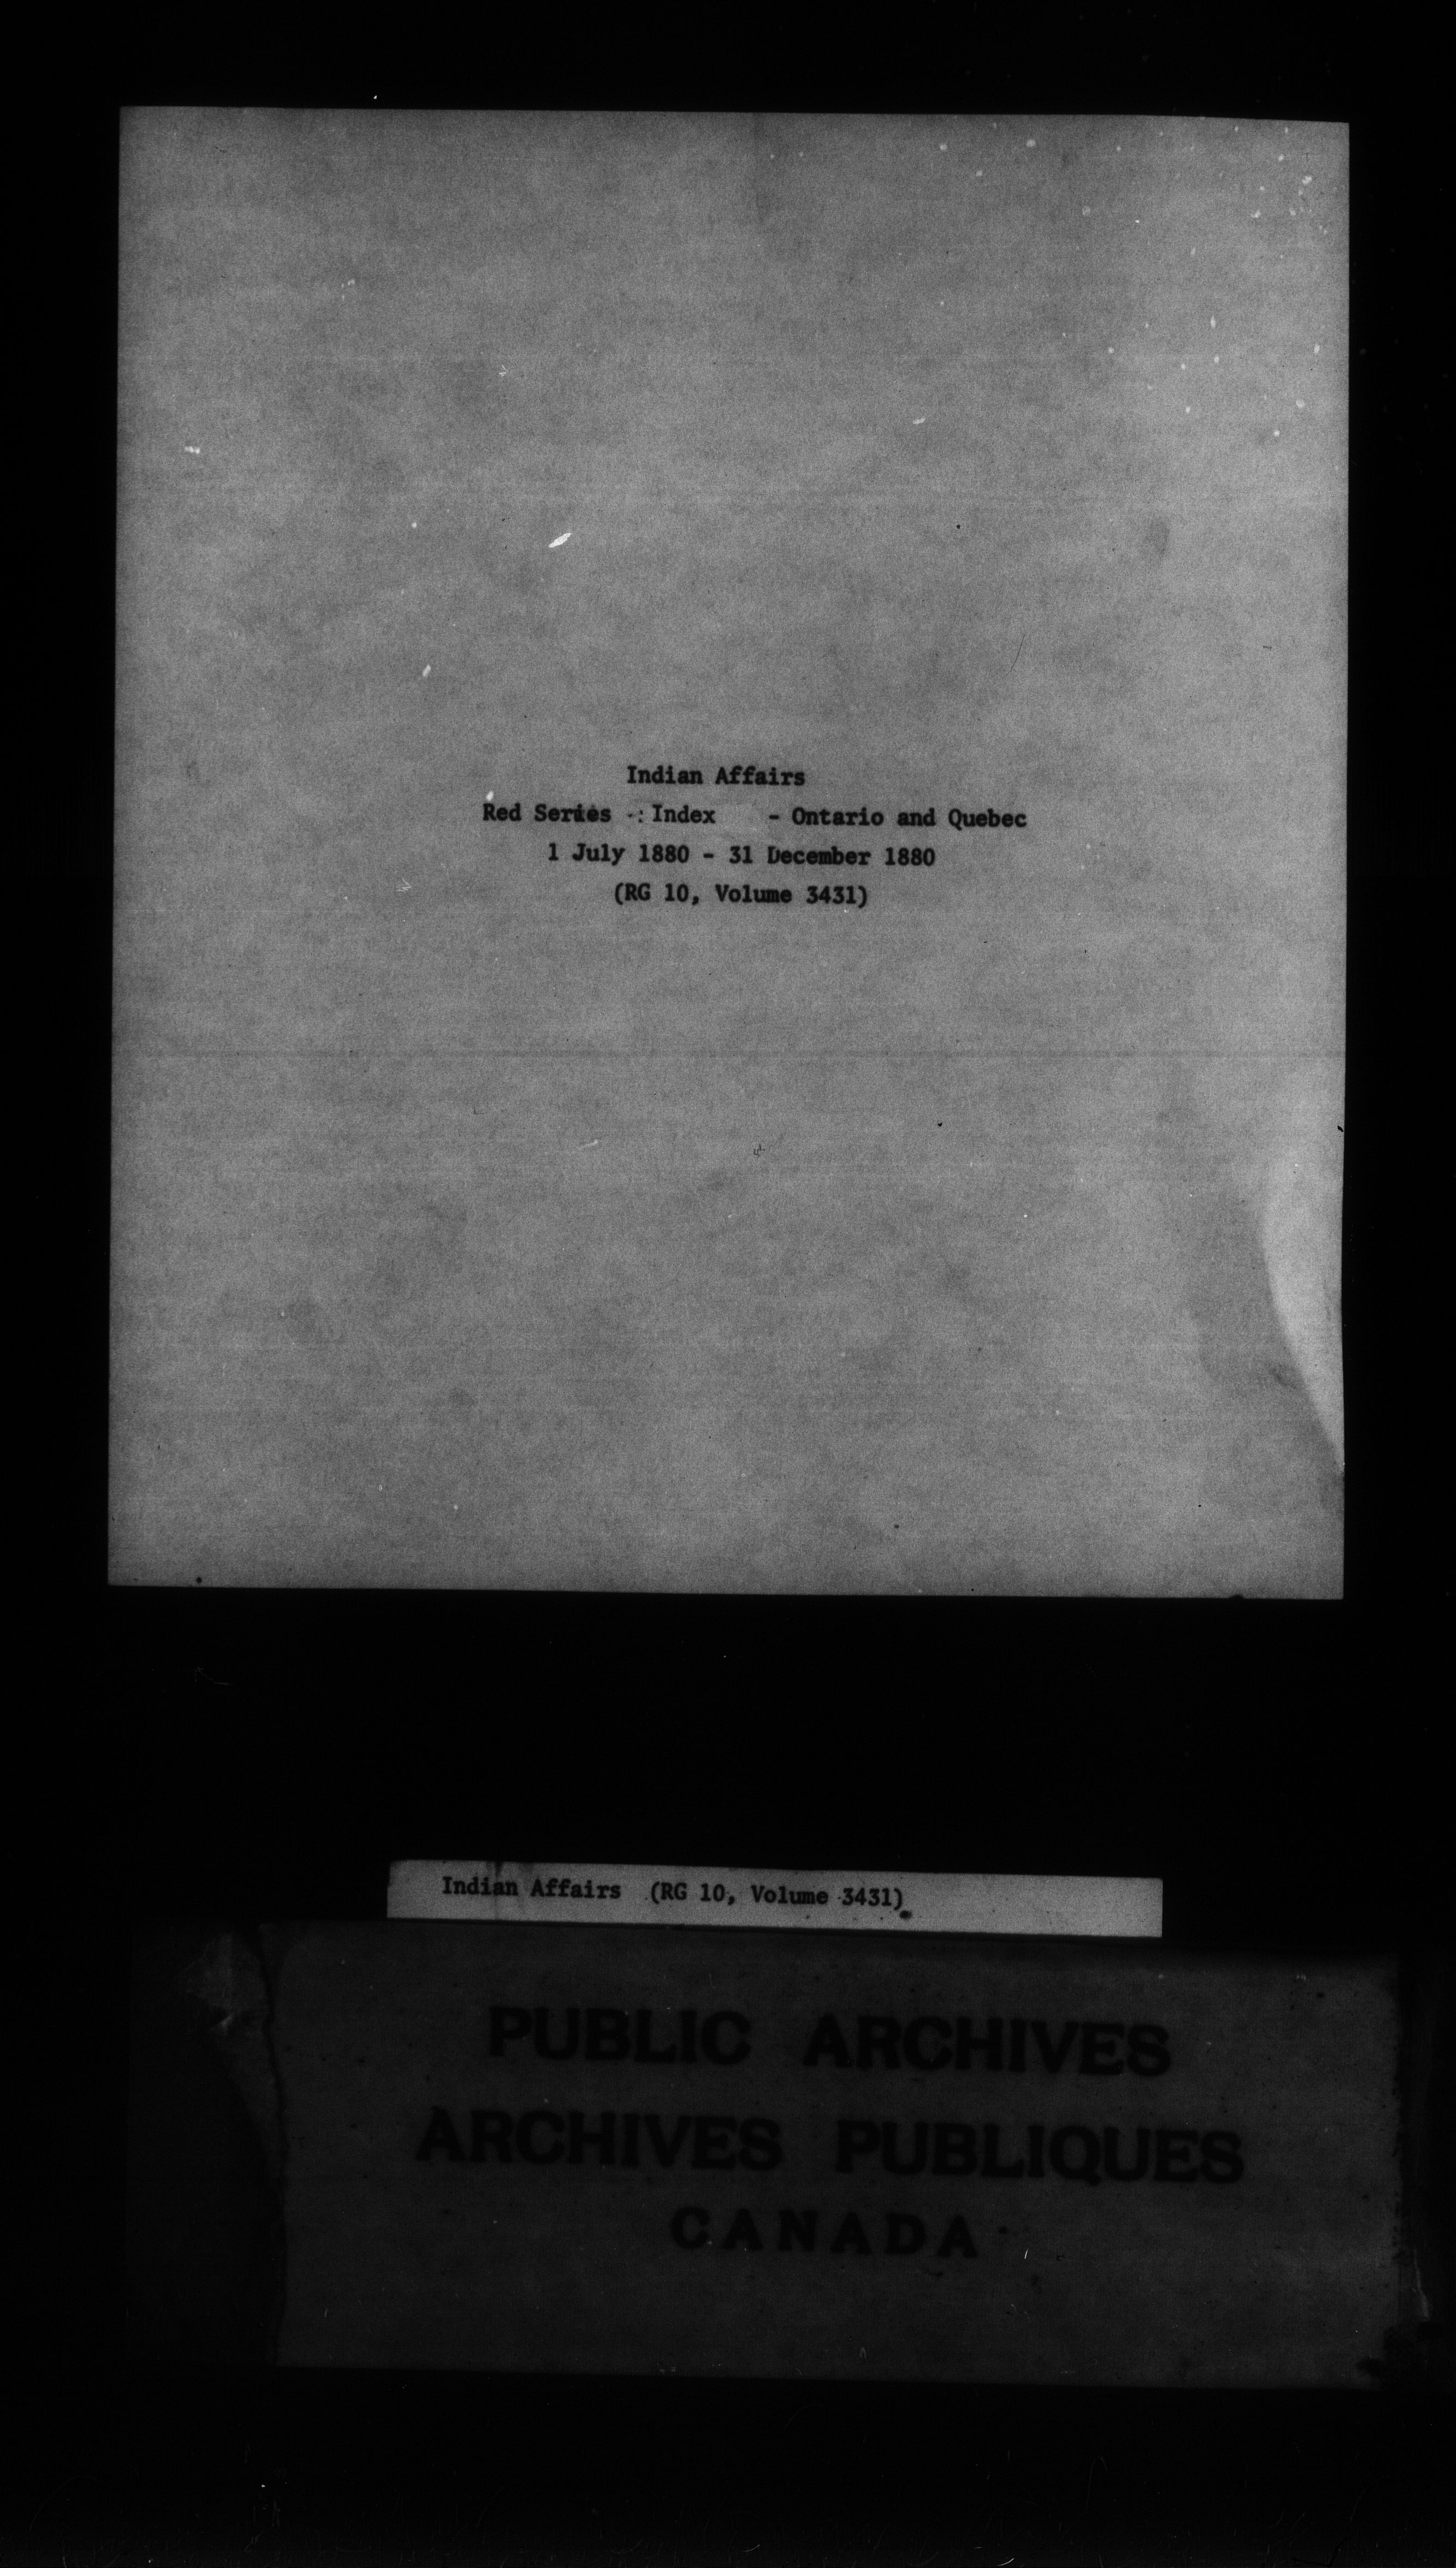 Indian Affairs
Red Series - : Index - Ontario and Quebec
1 July 1880 - 31 December 1880
(RG 10, Volume 3431)
Indian Affairs (RG 10, Volume 3431)
PUBLIC ARCHIVES
ARCHIVES PUBLIQUES
CANADA